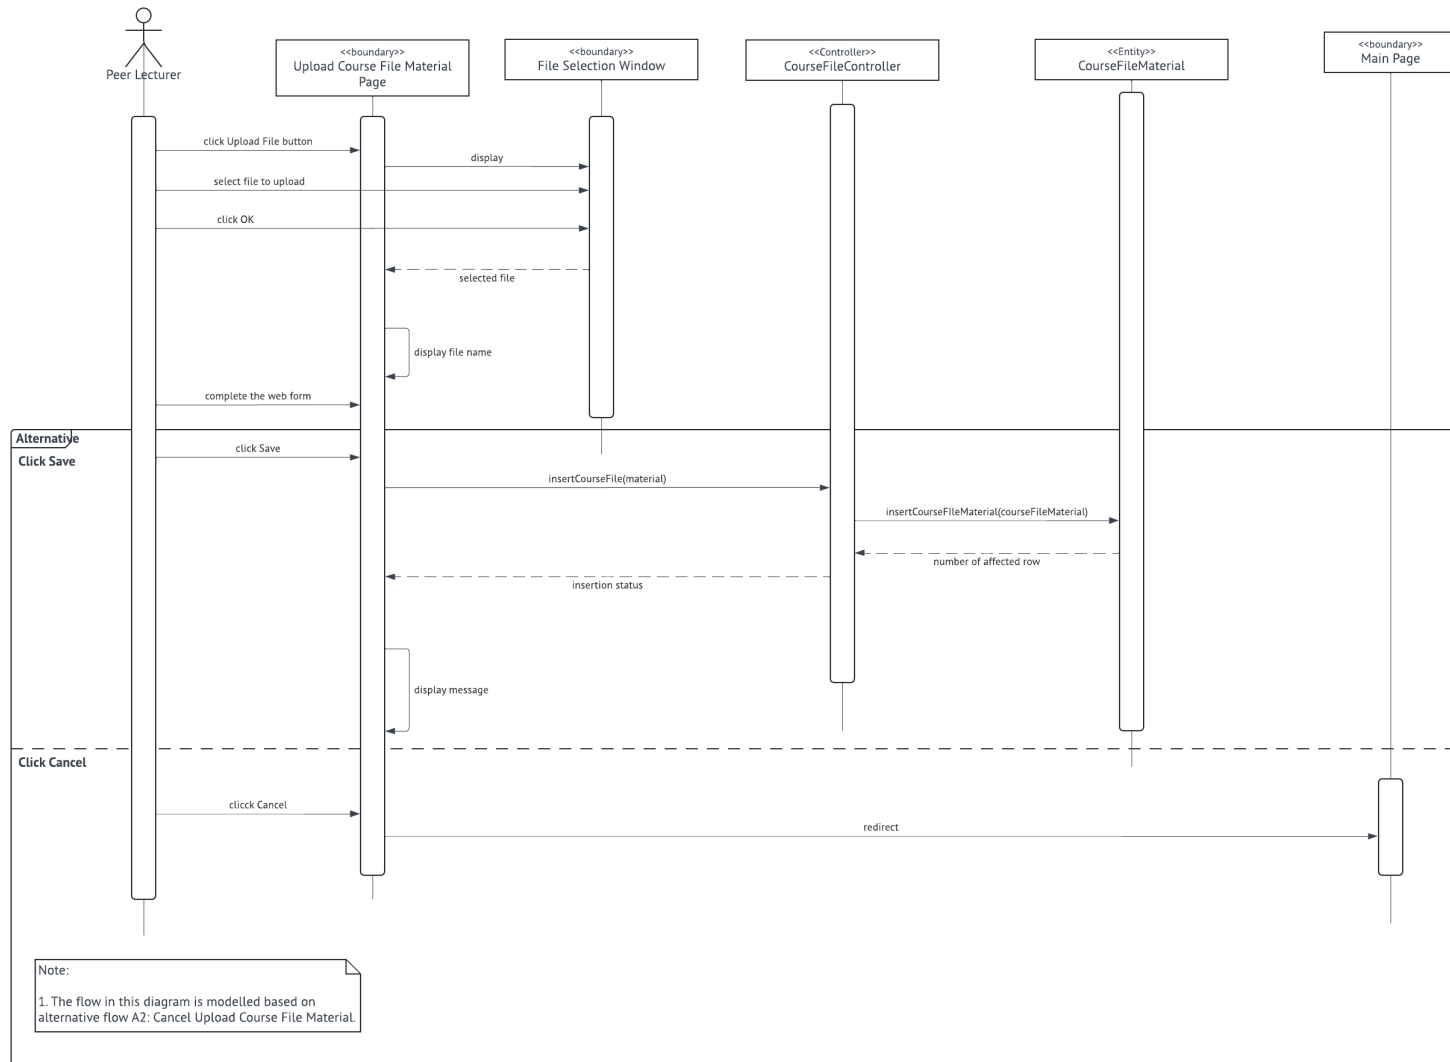 Peer Lecturer
<<boundary>>
Upload Course File Material
Page
<<boundary>>
File Selection Window
<<Controller>>
CourseFileController
<<Entity>>
CourseFileMaterial
<<boundary>>
Main Page
click Upload File button
display
select file to upload
click OK
selected file
display file name
complete the web form
Alternative
Click Save
click Save
insertCourseFile(material)
insertCourseFIleMaterial(courseFileMaterial)
number of affected row
insertion status
display message
Click Cancel
clicck Cancel
redirect
Note:
1. The flow in this diagram is modelled based on
alternative flow A2: Cancel Upload Course File Material.